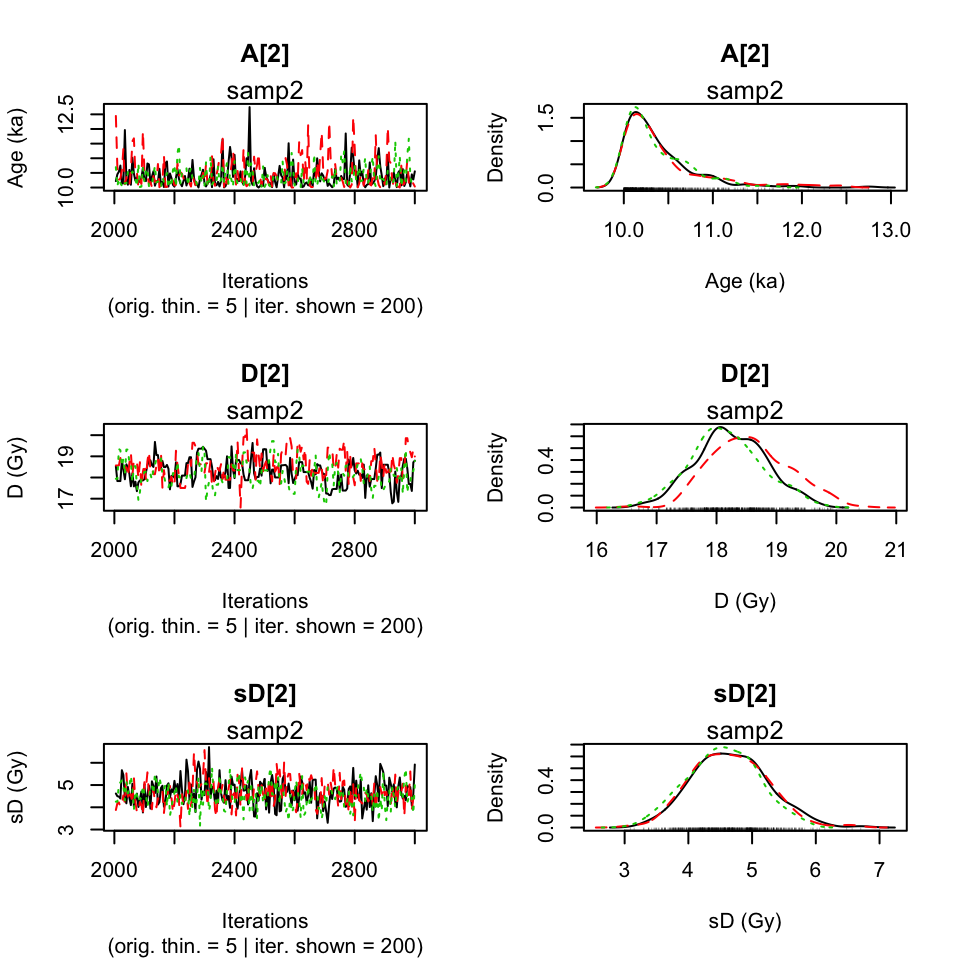 A[2]
samp2
Age (ka)
12.5
10.0
2000 2400 2800
Iterations
(orig. thin. = 5 | iter. shown = 200)
A[2]
samp2
Density
1.5
0.0
10.0 11.0 12.0 13.0
Age (ka)
D[2]
samp2
D (Gy)
19
17
2000 2400 2800
Iterations
(orig. thin. = 5 | iter. shown = 200)
D[2]
samp2
Density
0.4
0.0
16 17 18 19 20 21
D (Gy)
sD[2]
samp2
sD (Gy)
5
3
2000 2400 2800
Iterations
(orig. thin. = 5 | iter. shown = 200)
sD[2]
samp2
Density
0.4
0.0
3 4 5 6 7
sD (Gy)